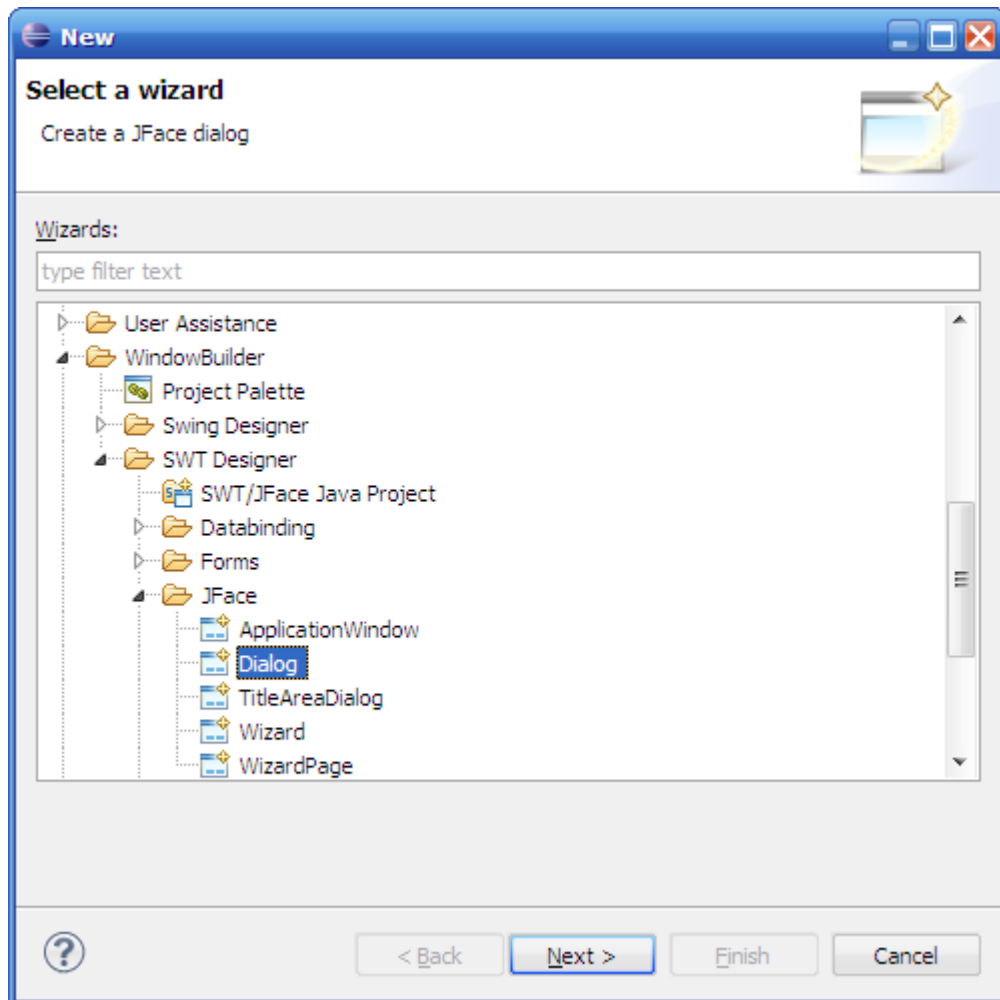 New
Select a wizard
Create a JFace dialog
Wizards:
type filter text
User Assistance
WindowBuilder
Project Palette
Swing Designer
SWT Designer
SWT/JFace Java Project
Databinding
Forms
JFace
ApplicationWindow
Dialog
TitleAreaDialog
Wizard
WizardPage
? < Back Next > Finish Cancel